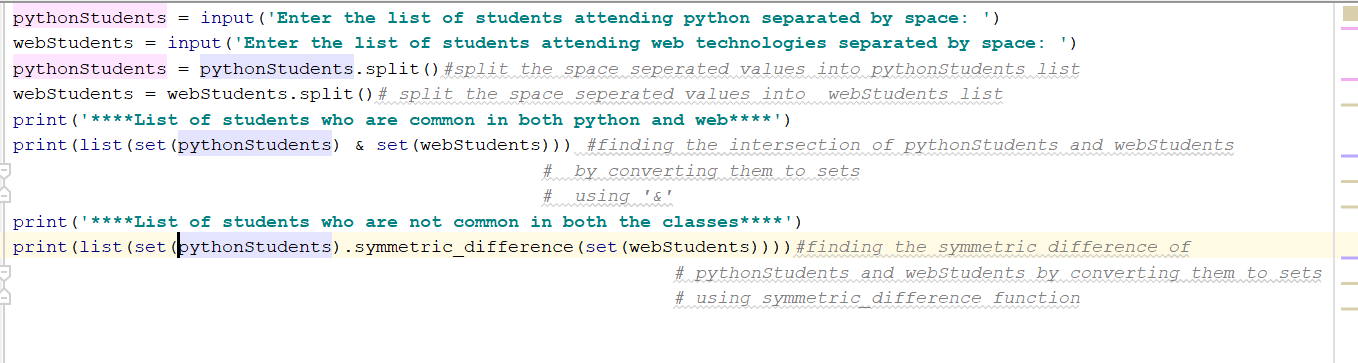 pythonStudents = input('Enter the list of students attending python separated by space: ')
webStudents = input('Enter the list of students attending web technologies separated by space: ')
pythonStudents = pythonStudents.split()#split the space seperated values into pythonStudents list
webStudents = webStudents.split()# split the space seperated values into  webStudents list
print('****List of students who are common in both python and web****')
print(list(set(pythonStudents) & set(webStudents))) #finding the intersection of pythonStudents and webStudents
#  by converting them to sets
#  using '&'
print('****List of students who are not common in both the classes****')
print(list(set(pythonStudents).symmetric_difference(set(webStudents))))#finding the symmetric difference of
# pythonStudents and webStudents by converting them to sets
# using symmetric_difference function